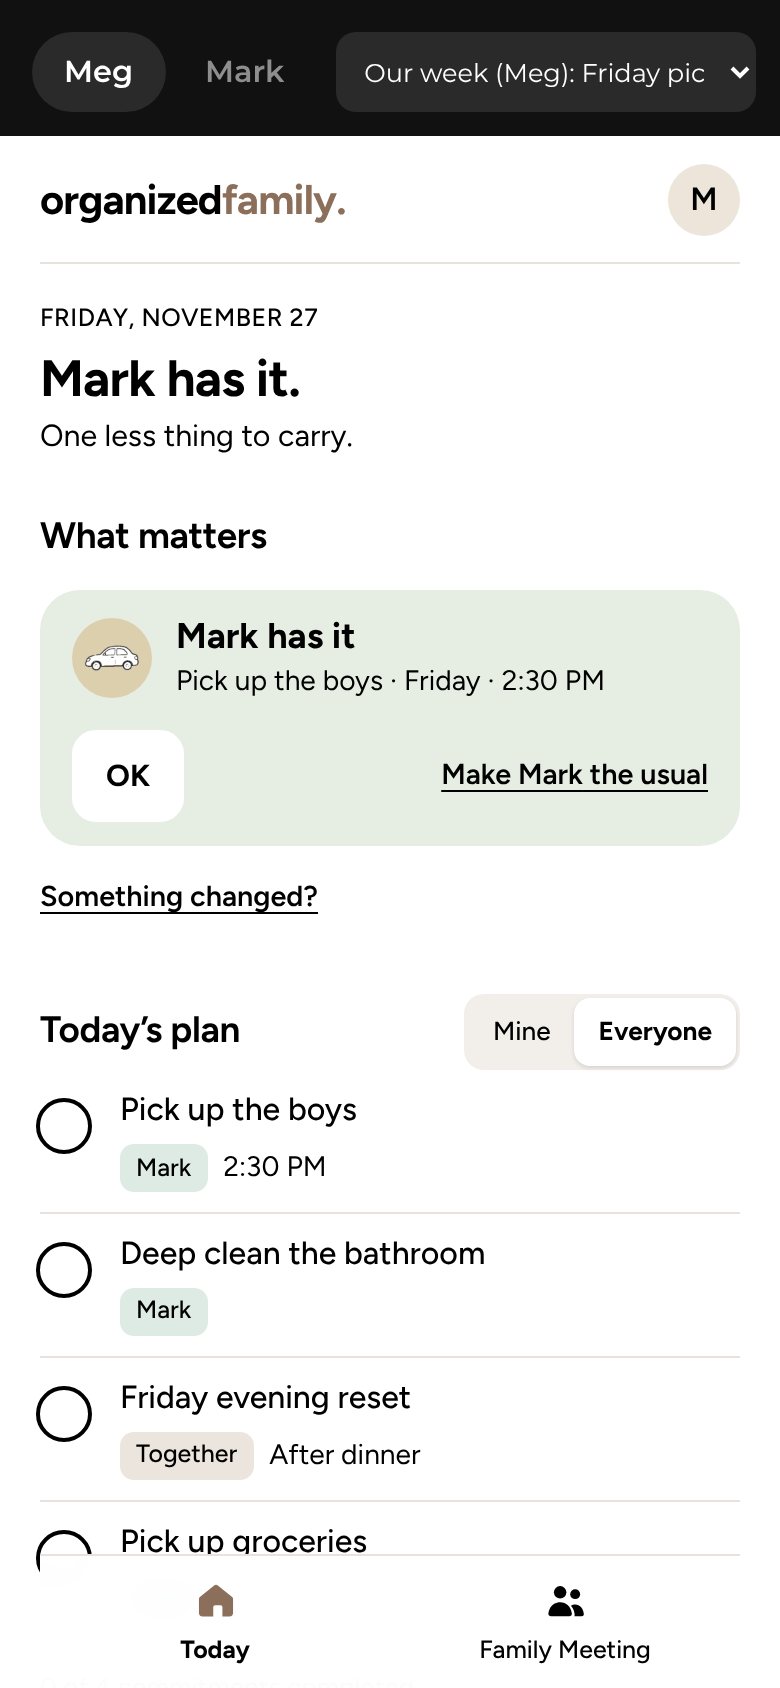 Meg
Mark
Our week (Meg): Friday pic
organizedfamily.
M
FRIDAY, NOVEMBER 27
Mark has it.
One less thing to carry.
What matters
Mark has it
Pick up the boys · Friday · 2:30 PM
OK
Make Mark the usual
Something changed?
Today’s plan
Mine
Everyone
Pick up the boys
Mark
2:30 PM
Deep clean the bathroom
Mark
Friday evening reset
Together
After dinner
Pick up groceries
Today
Family Meeting